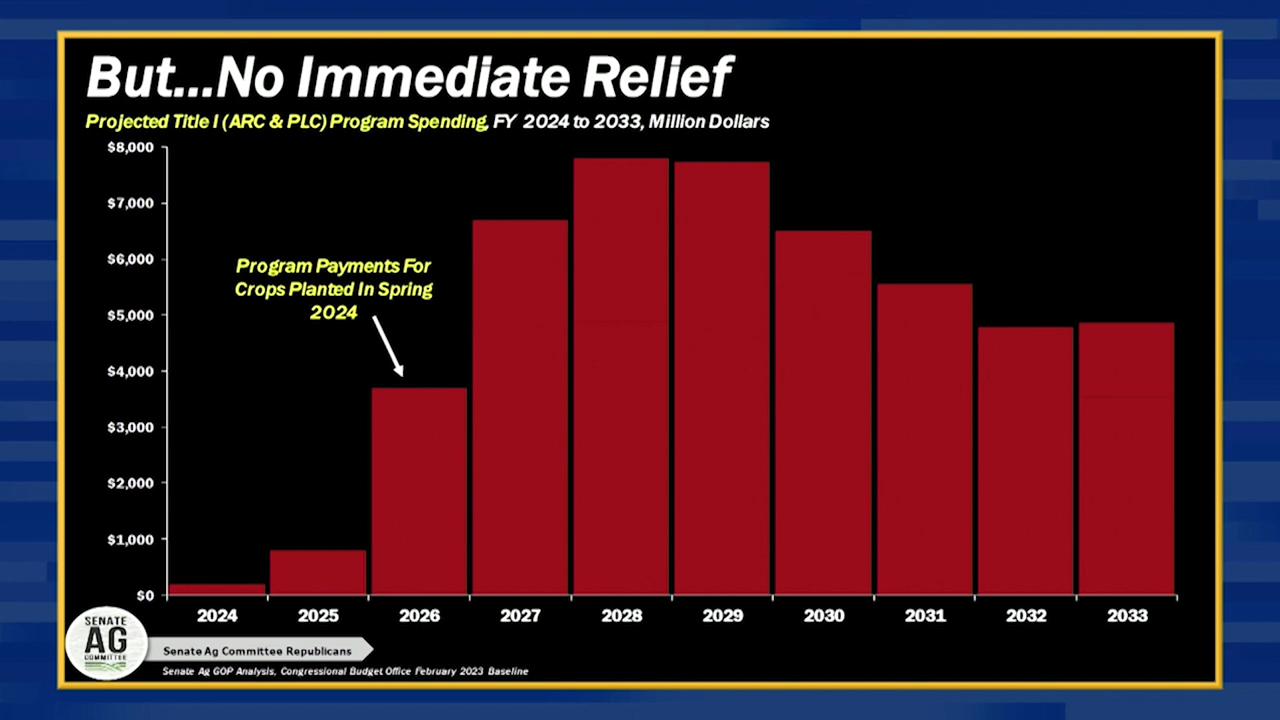 But...No Immediate Relief
Projected Title I (ARC & PLC) Program Spending, FY 2024 to 2033, Million Dollars
$8,000
$7,000
$6,000
$5,000
$4,000
$3,000
$2,000
$1,000
$0
Program Payments For
Crops Planted In Spring
2024
2024 2025 2026 2027 2028 2029 2030 2031 2032 2033
SENATE
AG
COMMITTEE
Senate Ag Committee Republicans
Senate Ag GOP Analysis, Congressional Budget Office February 2023 Baseline